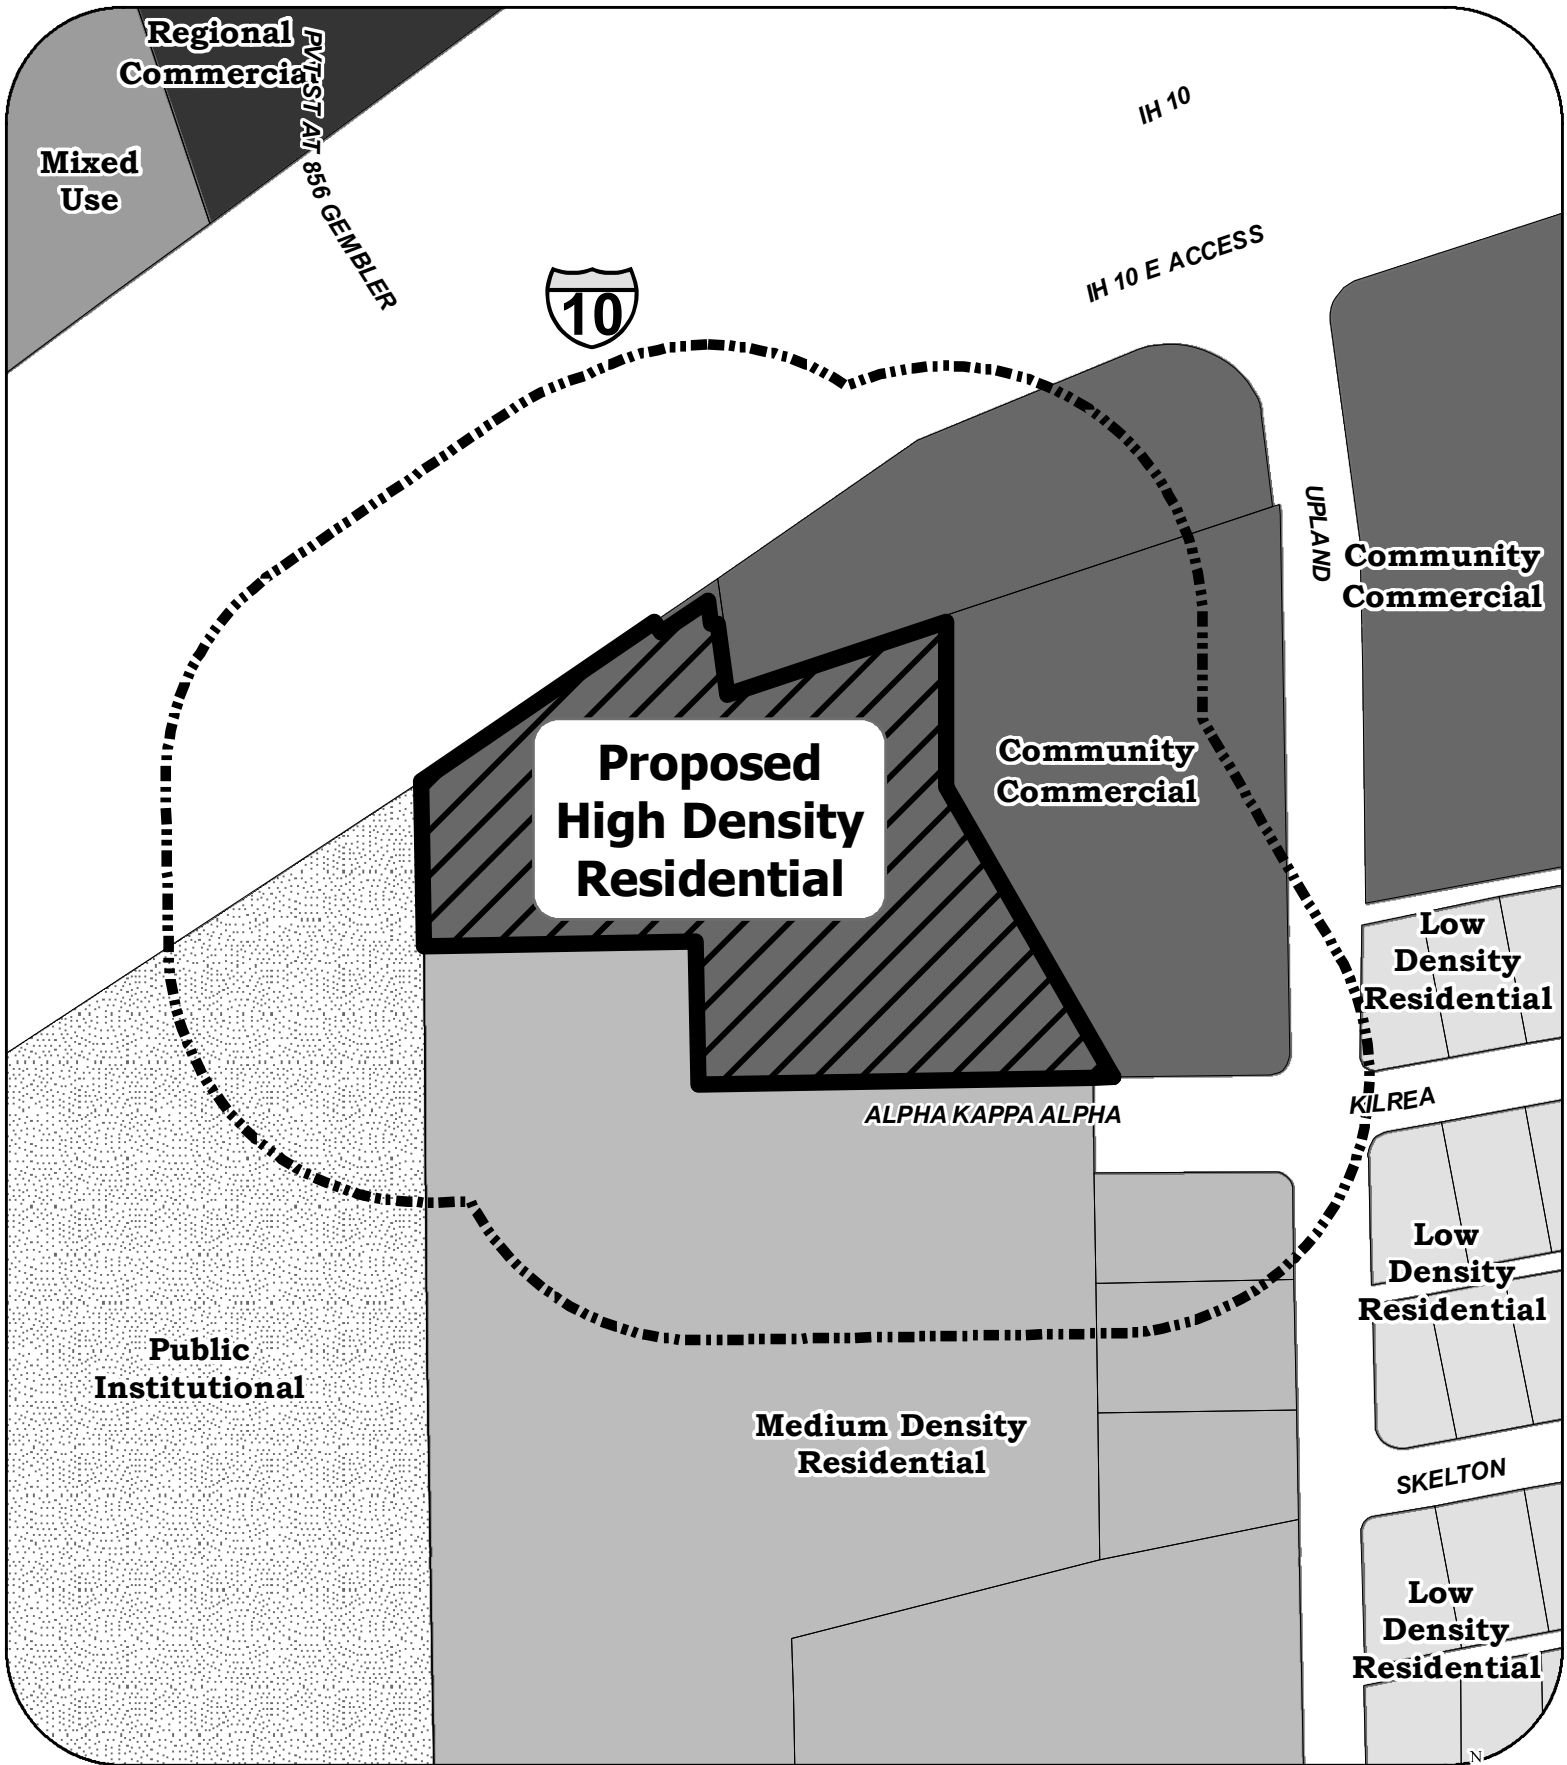 Regional
Commercial
PVT ST AT 856 GEMBLER
Mixed
Use
IH 10
IH 10 E ACCESS
10
UPLAND
Community
Commercial
Proposed
High Density
Residential
Community
Commercial
Low
Density
Residential
KILREA
ALPHA KAPPA ALPHA
Low
Density
Residential
Public
Institutional
Medium Density
Residential
SKELTON
Low
Density
Residential
N